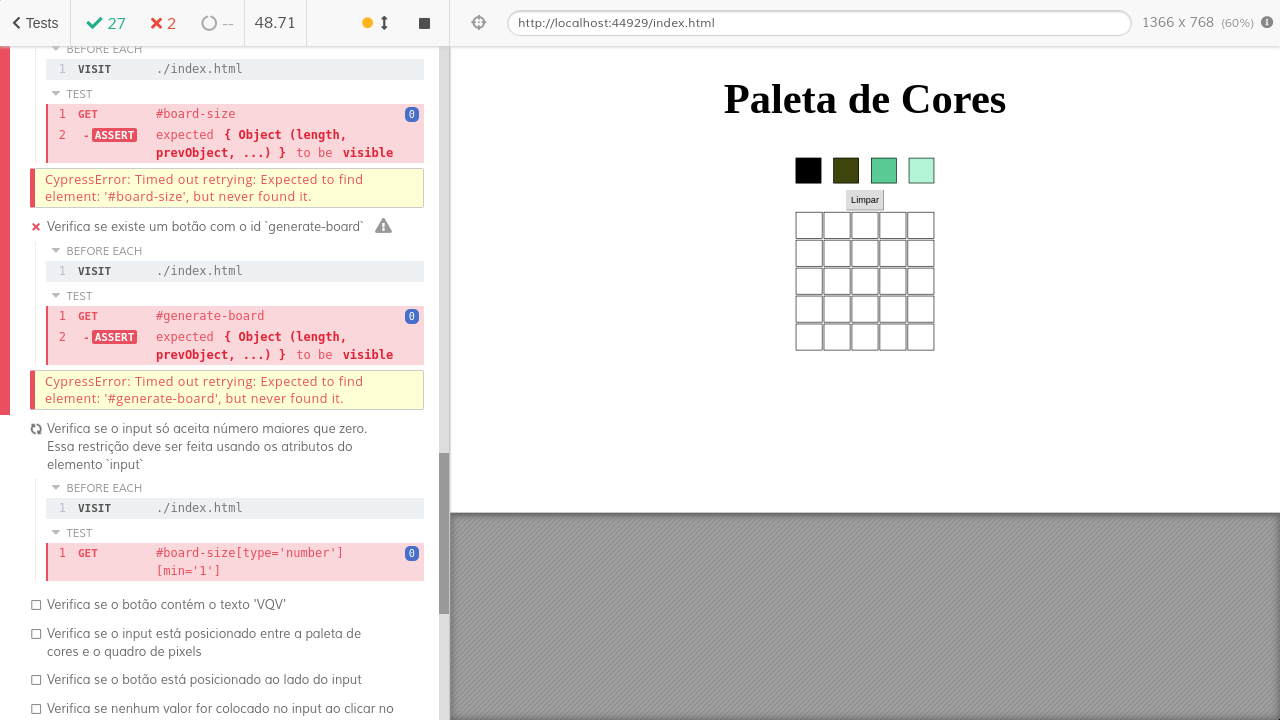 Tests
27
2
--
48.71
http://localhost:44929/index.html
1366 x 768 (60%)
BEFORE EACH
1 VISIT ./index.html
TEST
1 GET #board-size 0
2 - ASSERT expected { Object (length,
prevObject, ...) } to be visible
CypressError: Timed out retrying: Expected to find
element: '#board-size', but never found it.
Verifica se existe um botão com o id `generate-board`
BEFORE EACH
1 VISIT ./index.html
TEST
1 GET #generate-board 0
2 - ASSERT expected { Object (length,
prevObject, ...) } to be visible
CypressError: Timed out retrying: Expected to find
element: '#generate-board', but never found it.
Verifica se o input só aceita número maiores que zero.
Essa restrição deve ser feita usando os atributos do
elemento `input`
BEFORE EACH
1 VISIT ./index.html
TEST
1 GET #board-size[type='number'] 0
[min='1']
Verifica se o botão contém o texto 'VQV'
Verifica se o input está posicionado entre a paleta de
cores e o quadro de pixels
Verifica se o botão está posicionado ao lado do input
Verifica se nenhum valor for colocado no input ao clicar no
Paleta de Cores
Limpar